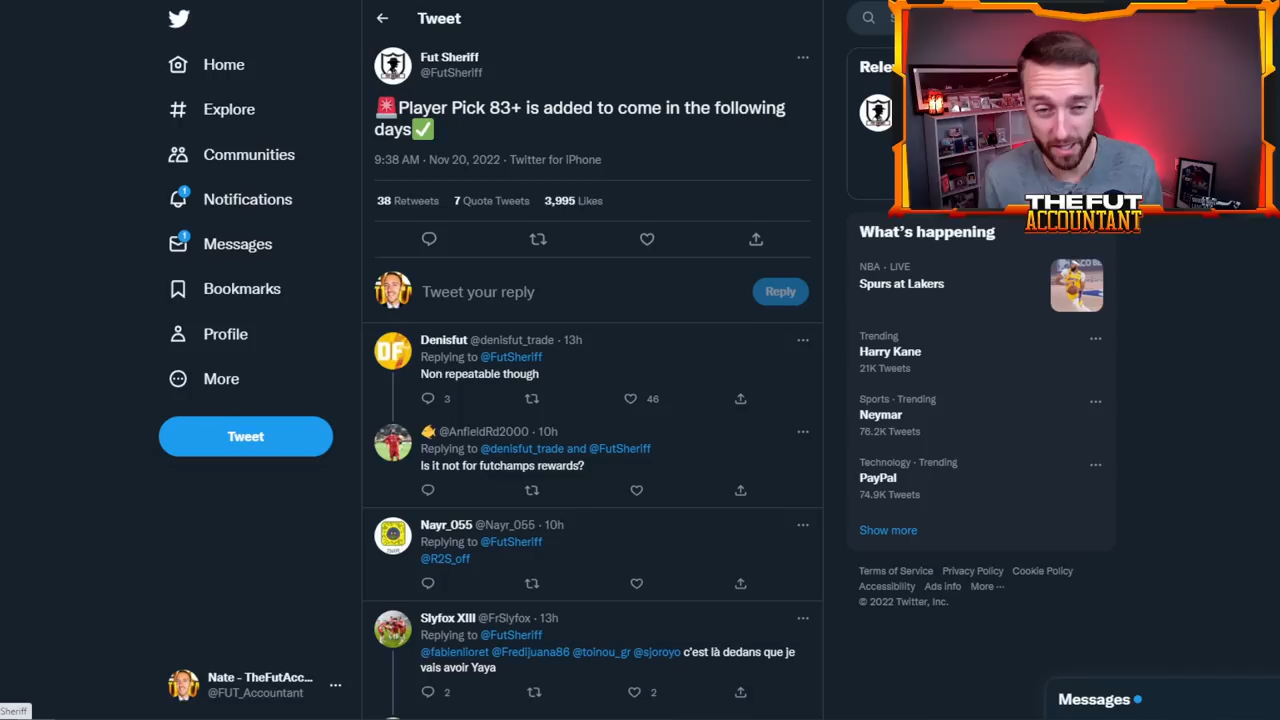 Home
Explore
Communities
Notifications
1
Messages
1
Bookmarks
Profile
More
Tweet
Nate - TheFutAcc...
@FUT_Accountant
Sheriff
Tweet
Fut Sheriff
@FutSheriff
🚨Player Pick 83+ is added to come in the following
days✅
9:38 AM · Nov 20, 2022 · Twitter for iPhone
38 Retweets 7 Quote Tweets 3,995 Likes
Tweet your reply
Reply
DF
Denisfut @denisfut_trade · 13h
Replying to @FutSheriff
Non repeatable though
3 46
🐠 @AnfieldRd2000 · 10h
Replying to @denisfut_trade and @FutSheriff
Is it not for futchamps rewards?
Nayr_055 @Nayr_055 · 10h
Replying to @FutSheriff
@R2S_off
Slyfox XIII @FrSlyfox · 13h
Replying to @FutSheriff
@fabienlioret @Fredijuana86 @toinou_gr @sjoroyo c'est là dedans que je
vais avoir Yaya
2 2
Rele
THE FUT
ACCOUNTANT
What's happening
NBA · LIVE
Spurs at Lakers
Trending
Harry Kane
21K Tweets
Sports · Trending
Neymar
76.2K Tweets
Technology · Trending
PayPal
74.9K Tweets
Show more
Terms of Service Privacy Policy Cookie Policy
Accessibility Ads info More ···
© 2022 Twitter, Inc.
Messages